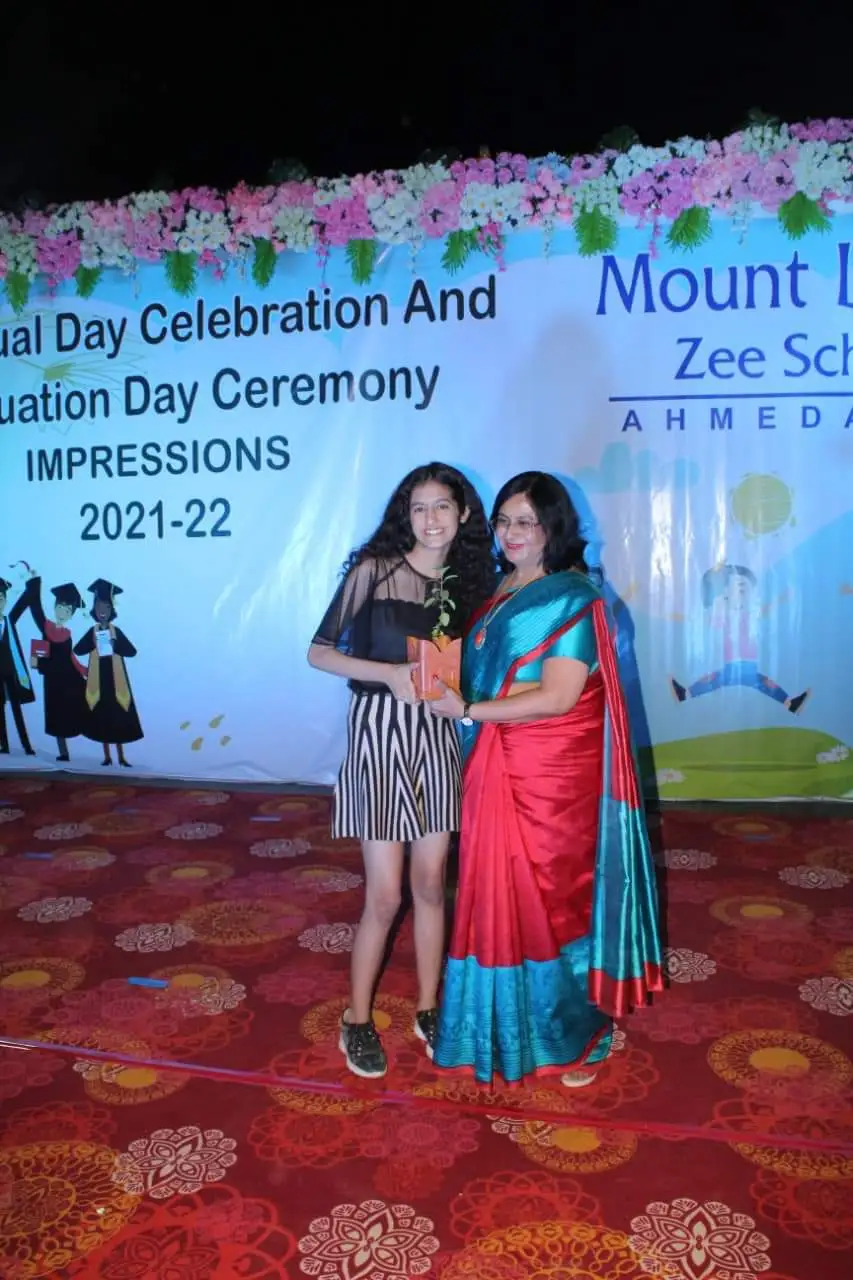 ual Day Celebration And
uation Day Ceremony
IMPRESSIONS
2021-22
Mount L
Zee Sch
AHMEDA